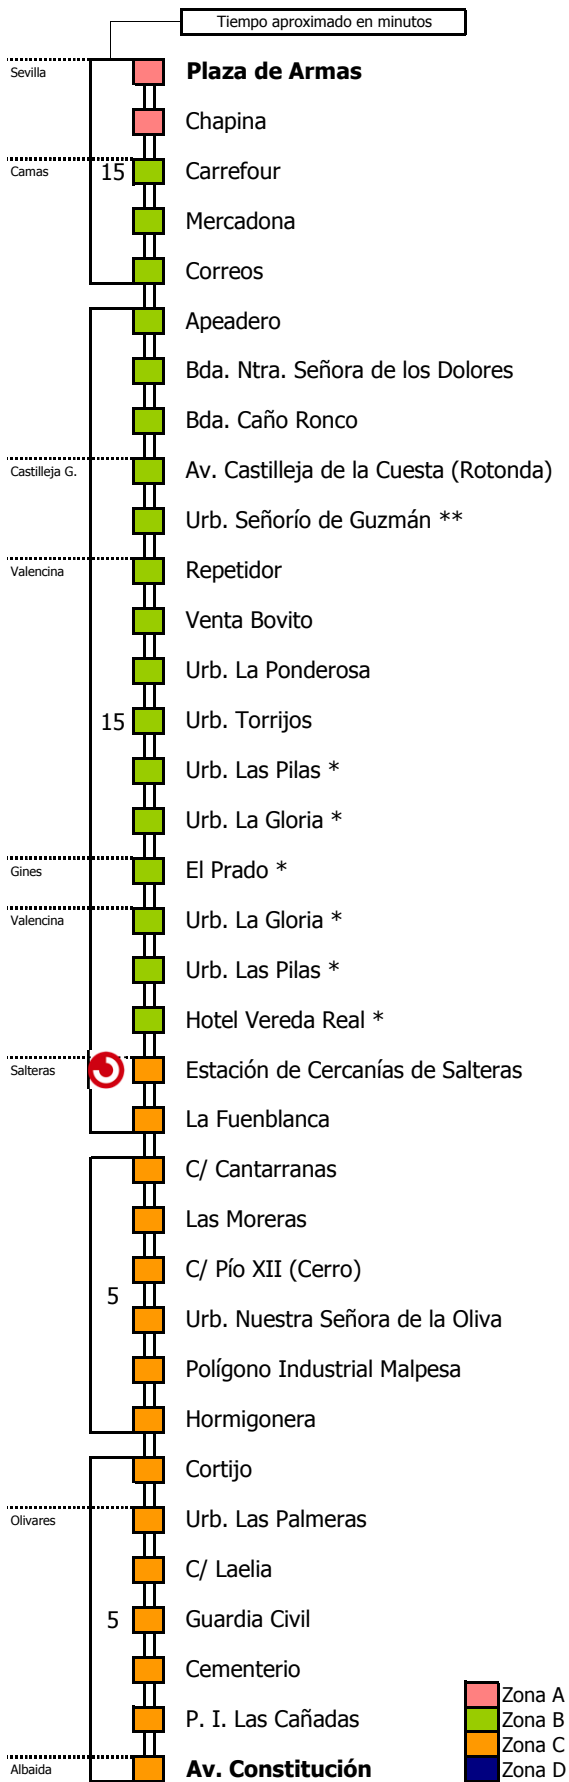 Tiempo aproximado en minutos
Sevilla
Plaza de Armas
Chapina
Camas
15
Carrefour
Mercadona
Correos
Apeadero
Bda. Ntra. Señora de los Dolores
Bda. Caño Ronco
Castilleja G.
Av. Castilleja de la Cuesta (Rotonda)
Urb. Señorío de Guzmán **
Valencina
Repetidor
Venta Bovito
Urb. La Ponderosa
15
Urb. Torrijos
Urb. Las Pilas *
Urb. La Gloria *
Gines
El Prado *
Valencina
Urb. La Gloria *
Urb. Las Pilas *
Hotel Vereda Real *
Salteras
Estación de Cercanías de Salteras
La Fuenblanca
C/ Cantarranas
Las Moreras
C/ Pío XII (Cerro)
5
Urb. Nuestra Señora de la Oliva
Polígono Industrial Malpesa
Hormigonera
Cortijo
Olivares
Urb. Las Palmeras
C/ Laelia
5
Guardia Civil
Cementerio
P. I. Las Cañadas
Albaida
Av. Constitución
Zona A
Zona B
Zona C
Zona D